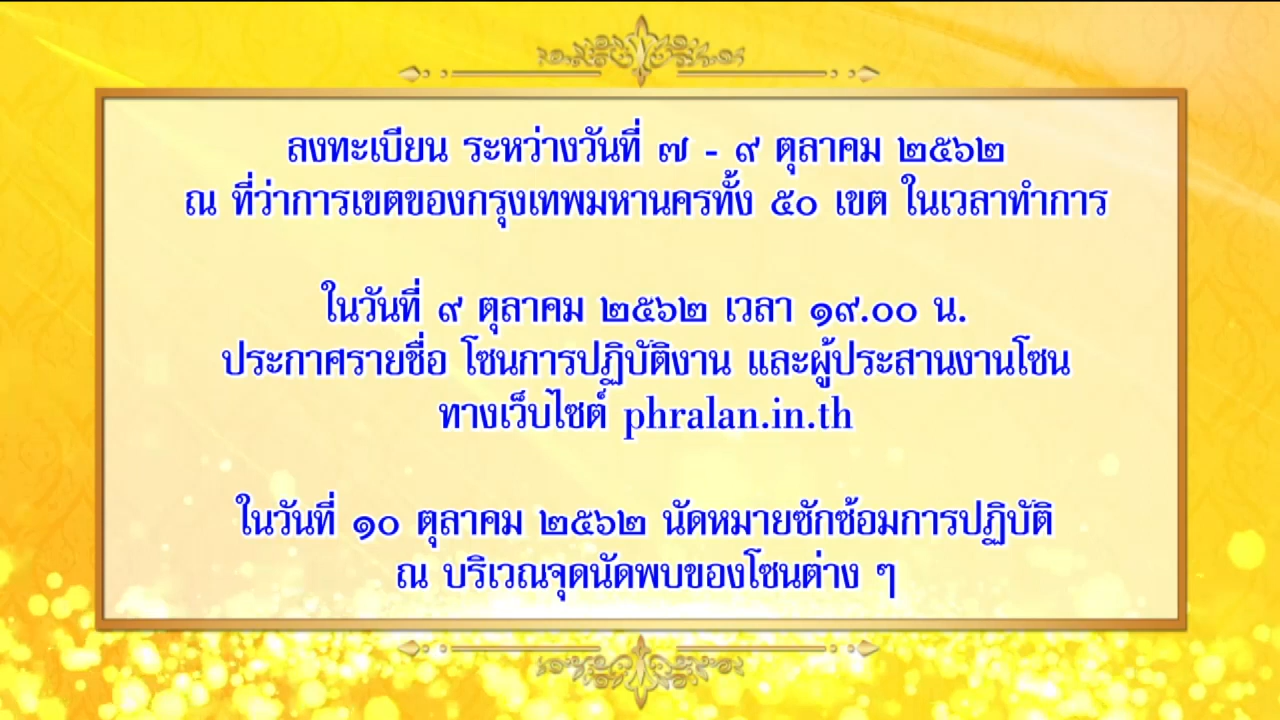 ลงทะเบียน ระหว่างวันที่ ๗ - ๙ ตุลาคม ๒๕๖๒
ณ ที่ว่าการเขตของกรุงเทพมหานครทั้ง ๕๐ เขต ในเวลาทำการ
ในวันที่ ๙ ตุลาคม ๒๕๖๒ เวลา ๑๙.๐๐ น.
ประกาศรายชื่อ โซนการปฏิบัติงาน และผู้ประสานงานโซน
ทางเว็บไซต์ phralan.in.th
ในวันที่ ๑๐ ตุลาคม ๒๕๖๒ นัดหมายซักซ้อมการปฏิบัติ
ณ บริเวณจุดนัดพบของโซนต่าง ๆ